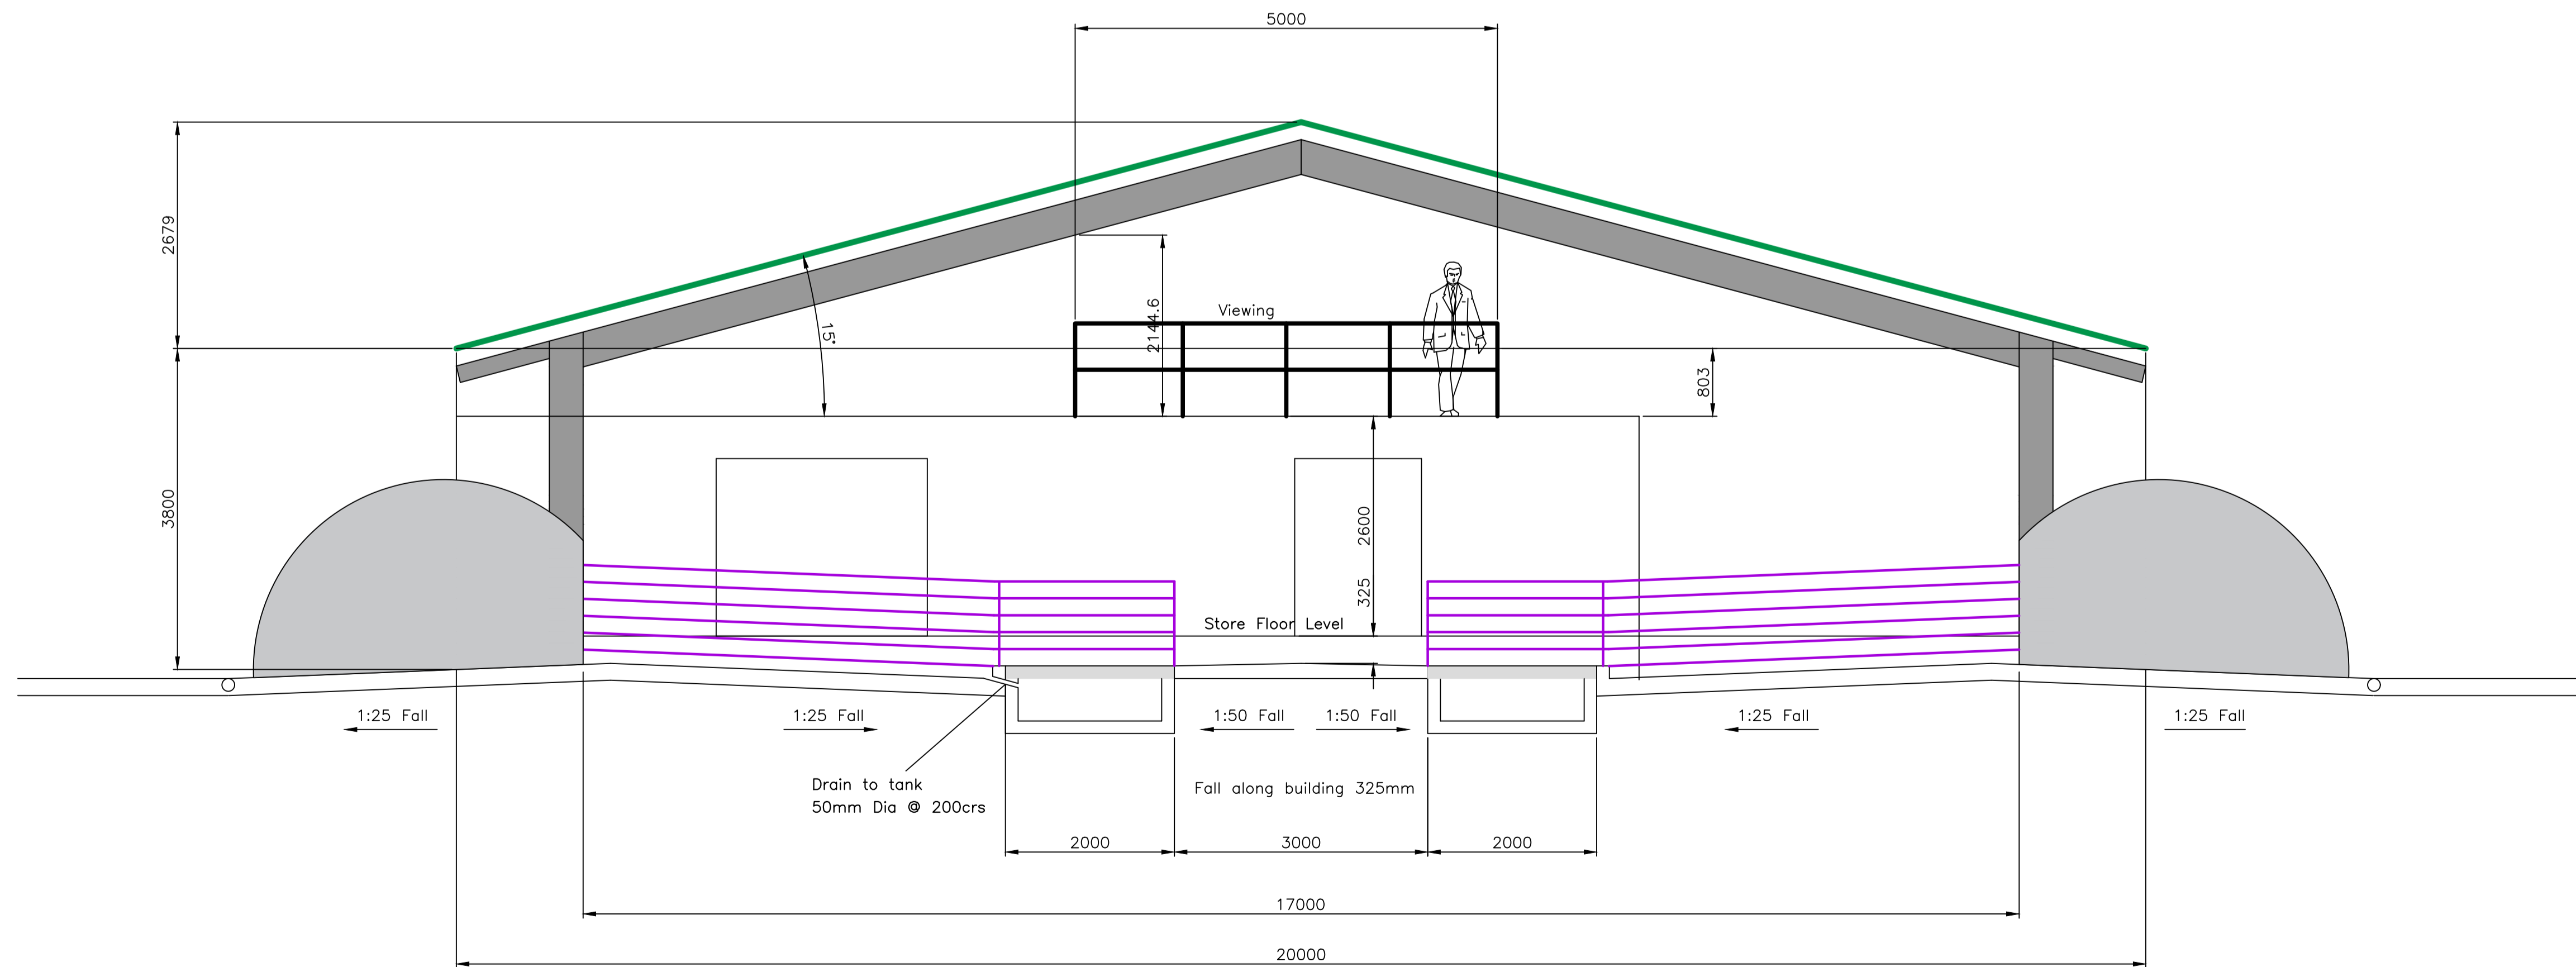 5000
2679
15°
2144.6
Viewing
803
3800
2600
325
Store Floor Level
1:25 Fall
1:25 Fall
1:50 Fall
1:50 Fall
1:25 Fall
1:25 Fall
Drain to tank
50mm Dia @ 200crs
Fall along building 325mm
2000
3000
2000
17000
20000